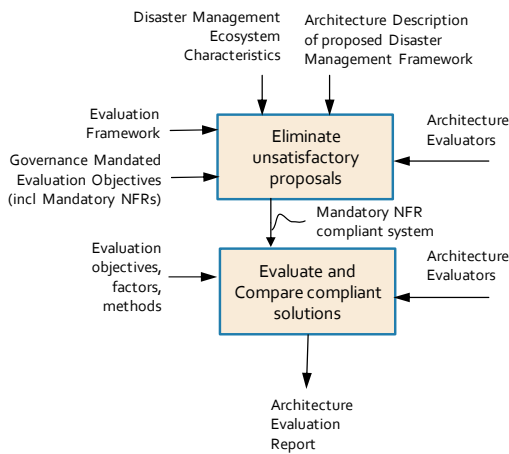 Disaster Management
Ecosystem
Characteristics
Architecture Description
of proposed Disaster
Management Framework
Evaluation
Framework
Governance Mandated
Evaluation Objectives
(incl Mandatory NFRs)
Eliminate
unsatisfactory
proposals
Architecture
Evaluators
Mandatory NFR
compliant system
Evaluation
objectives,
factors,
methods
Evaluate and
Compare compliant
solutions
Architecture
Evaluators
Architecture
Evaluation
Report